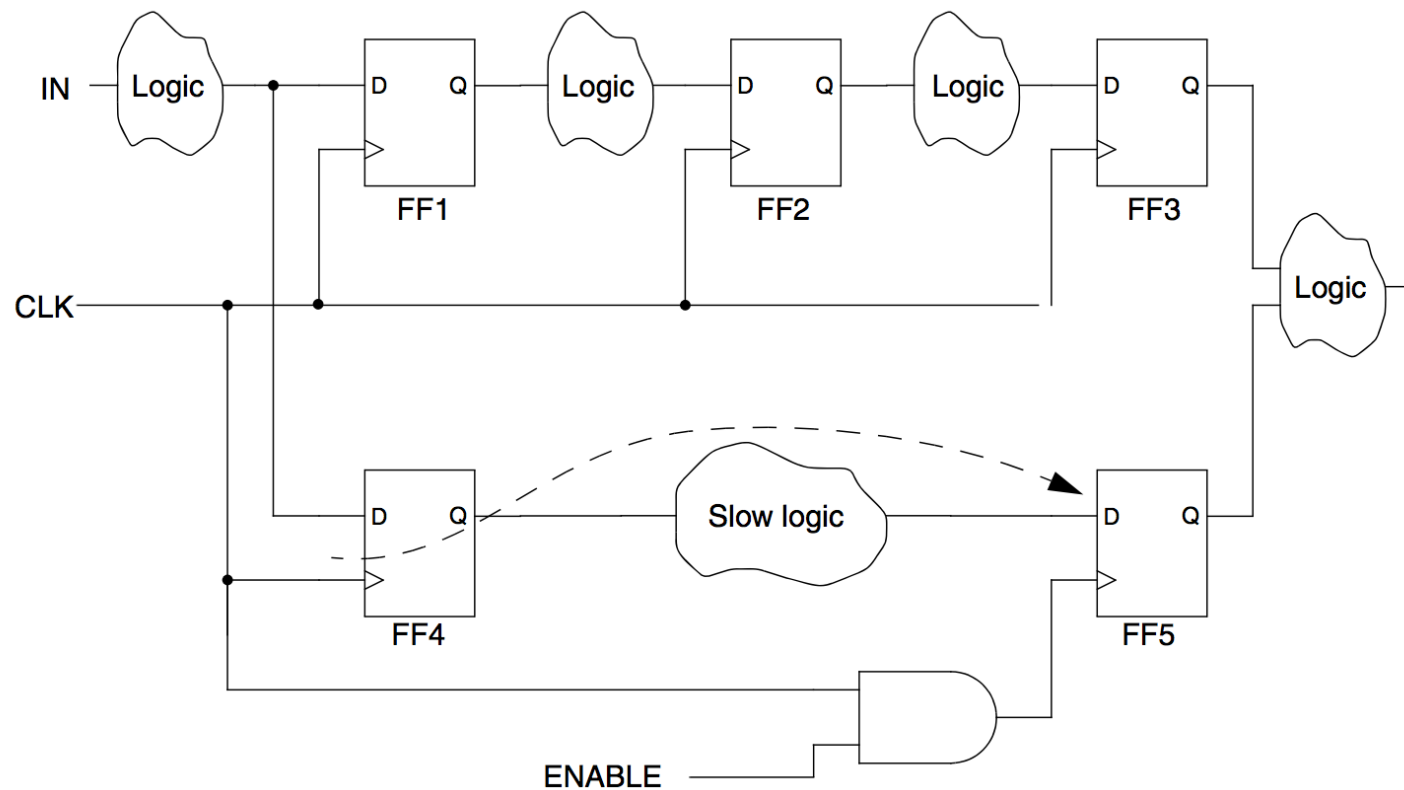 IN
Logic
D
Q
FF1
Logic
D
Q
FF2
Logic
D
Q
FF3
CLK
Logic
D
Q
FF4
Slow logic
D
Q
FF5
ENABLE